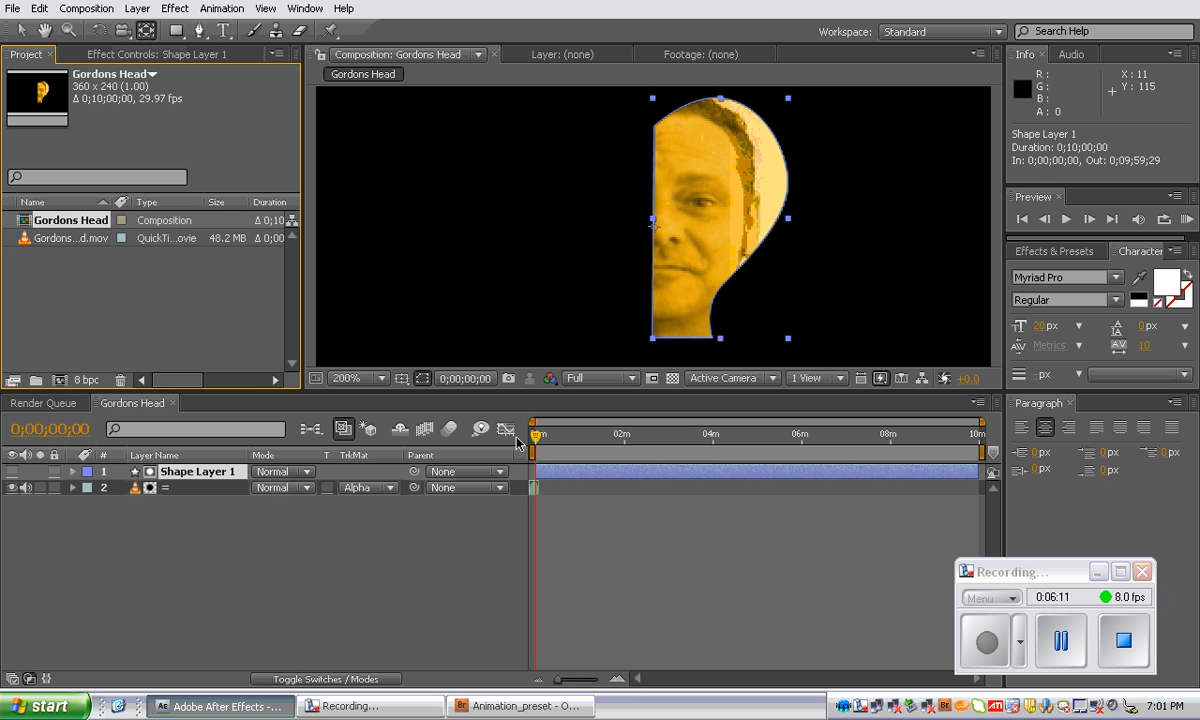 File Edit Composition Layer Effect Animation View Window Help
Workspace: Standard Search Help
Project × Effect Controls: Shape Layer 1
Composition: Gordons Head × Layer: (none) Footage: (none)
Info × Audio
Gordons Head
Gordons Head
360 x 240 (1.00)
Δ 0;10;00;00, 29.97 fps
R :
G :
B :
A : 0
X : 11
Y : 115
Shape Layer 1
Duration: 0;10;00;00
In: 0;00;00;00, Out: 0;09;59;29
Preview ×
Name Type Size Duration
Gordons Head Composition Δ 0;10
Gordons...d.mov QuickTi...ovie 48.2 MB Δ 0;00
Effects & Presets Character
Myriad Pro
Regular
20 px 0 px
Metrics 10
- px
8 bpc
200% 0;00;00;00 Full Active Camera 1 View +0.0
Render Queue Gordons Head ×
Paragraph ×
0;00;00;00
02m 04m 06m 08m 10m
# Layer Name Mode T TrkMat Parent
1 Shape Layer 1 Normal None
2 = Normal Alpha None
+0 px +0 px +0 px
+0 px +0 px
Recording...
Menu 0:06:11 8.0 fps
Toggle Switches / Modes
start Adobe After Effects -... Recording... Animation_preset - O... 7:01 PM